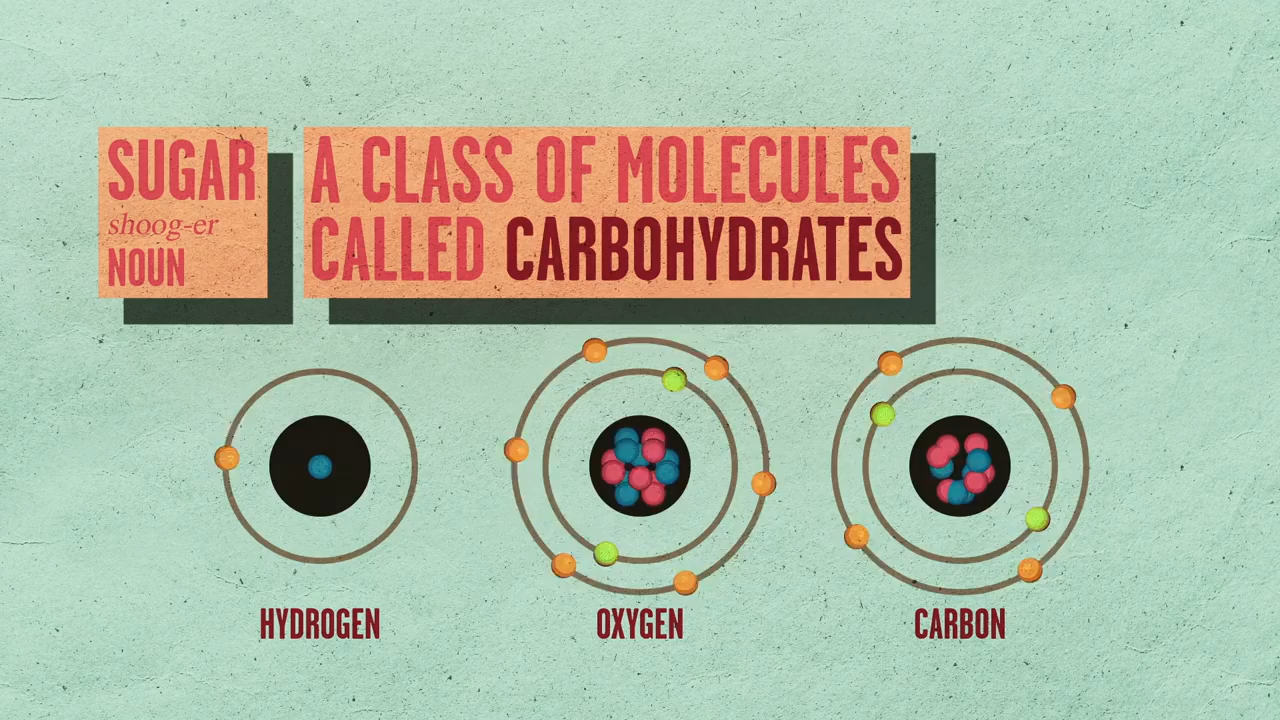 SUGAR
shoog-er
NOUN
A CLASS OF MOLECULES
CALLED CARBOHYDRATES
HYDROGEN
OXYGEN
CARBON